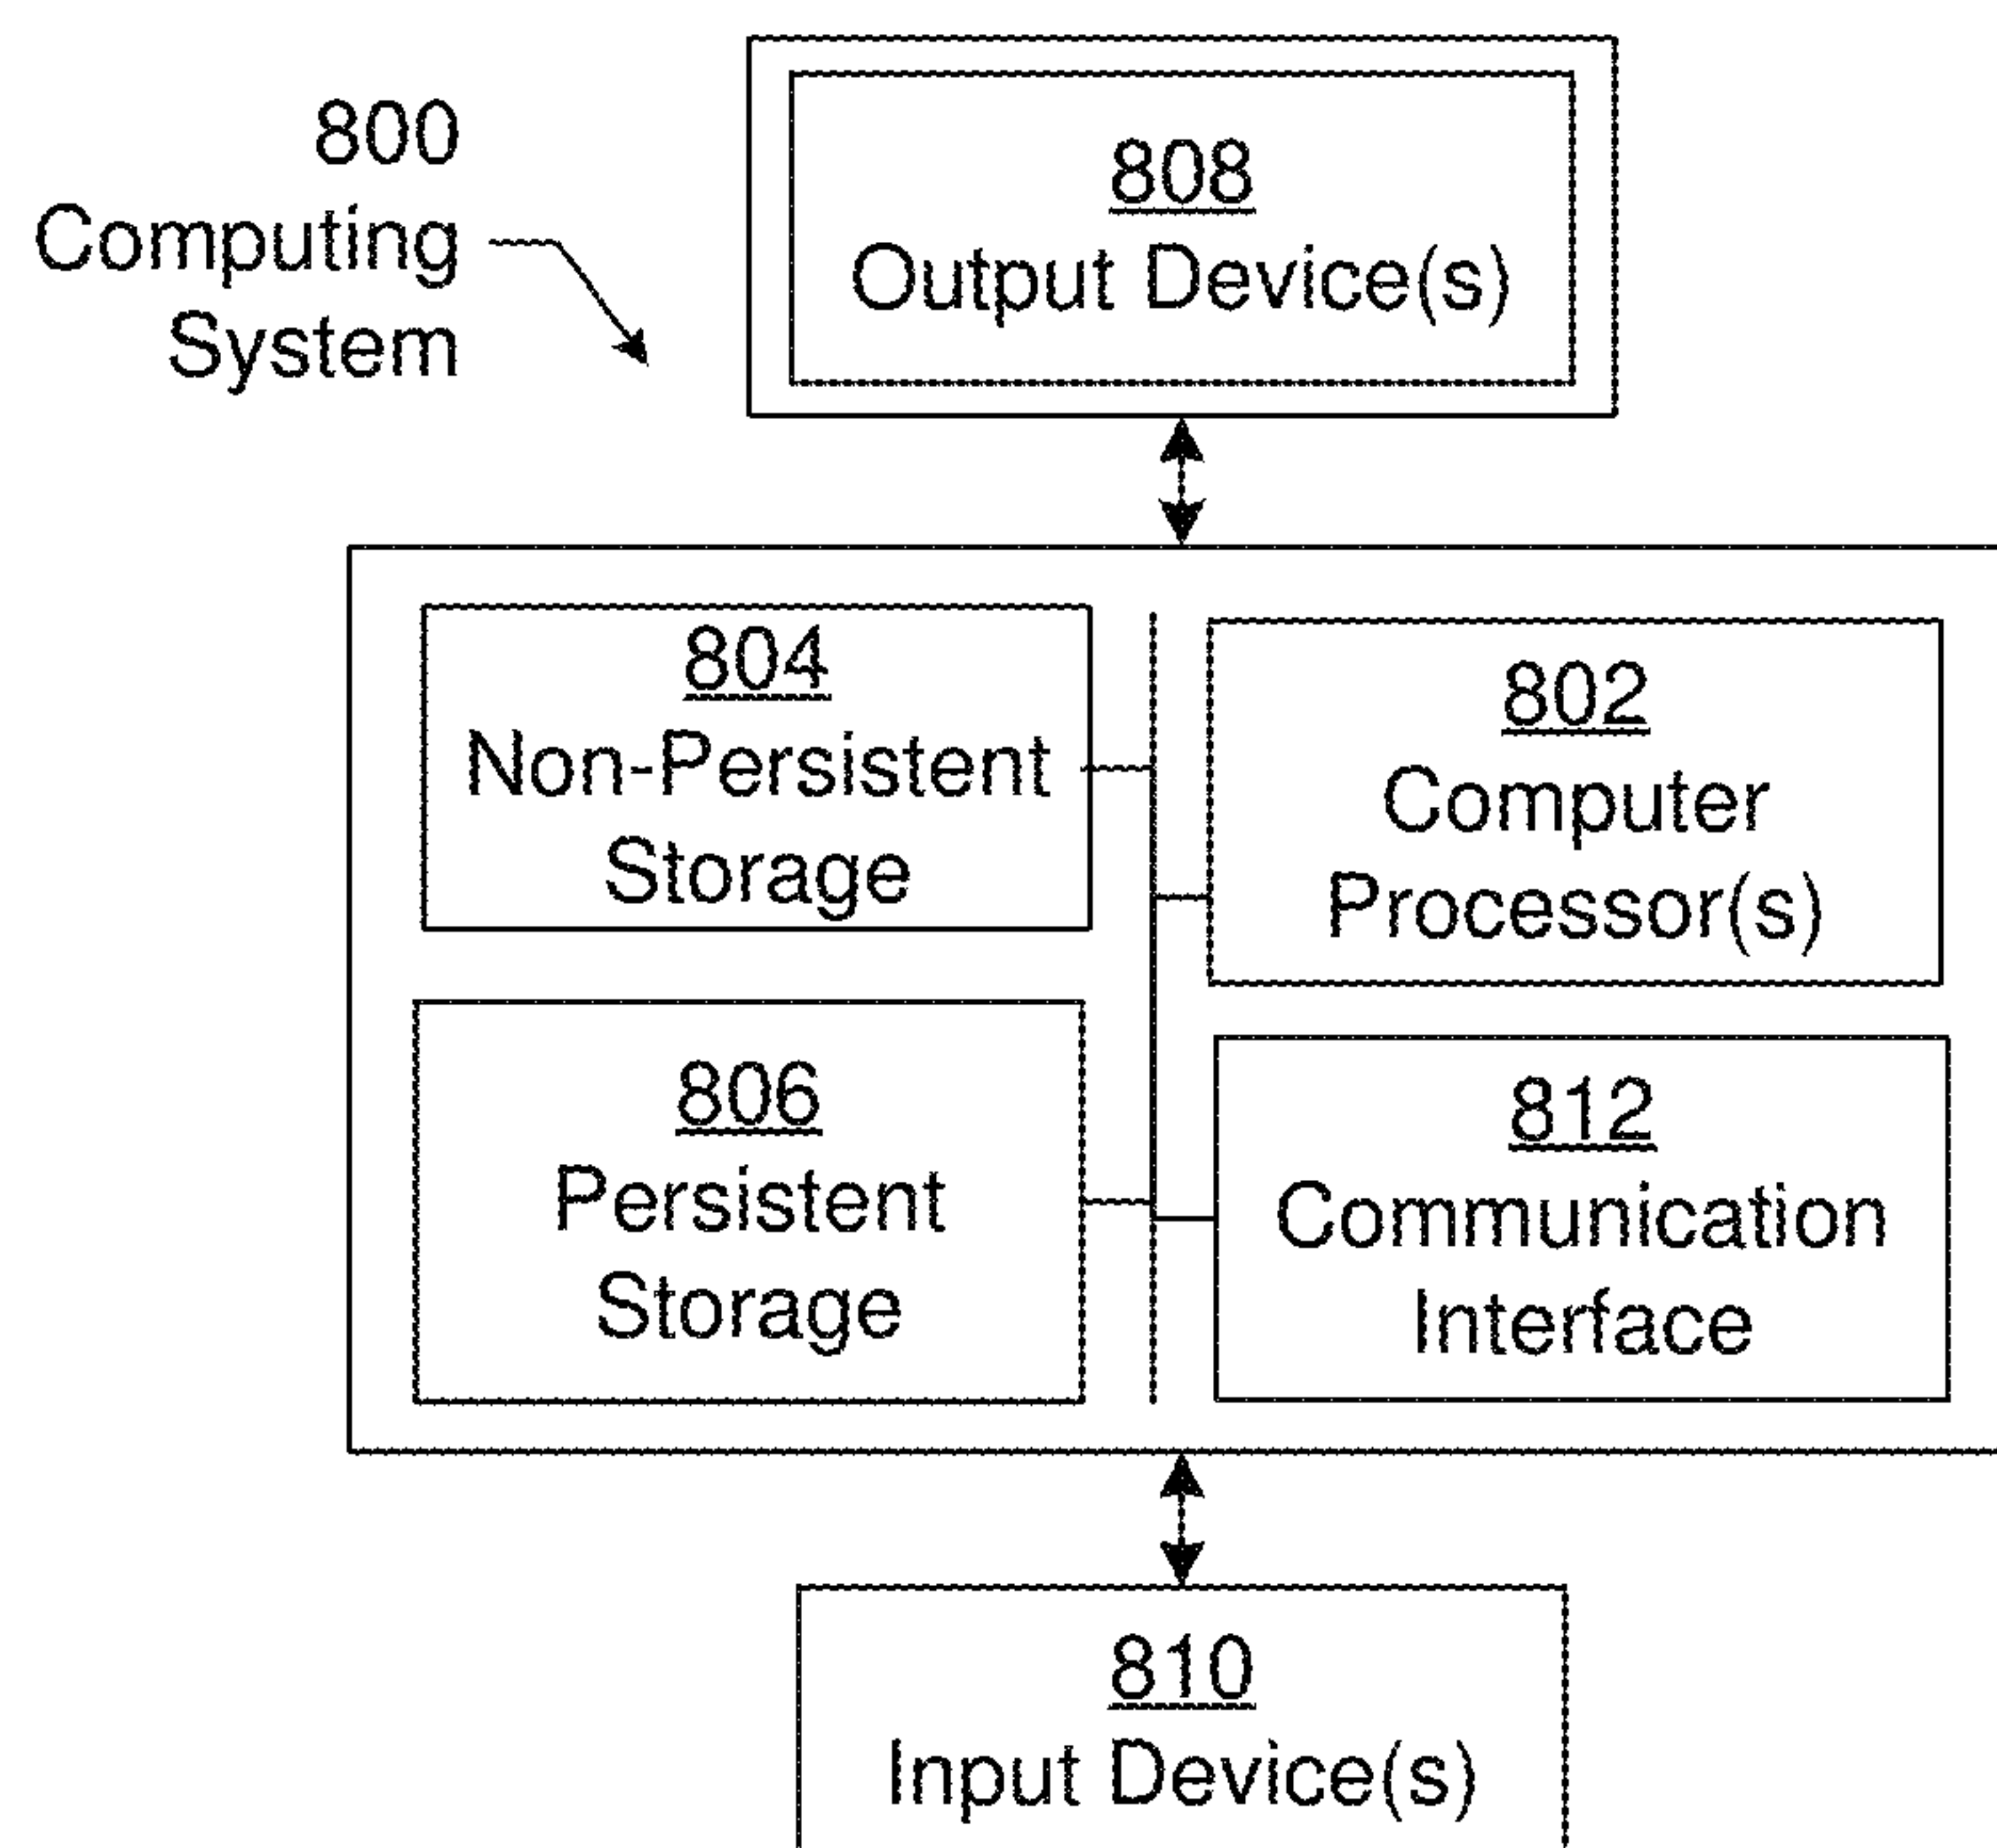 800
Computing
System
808
Output Device(s)
804
Non-Persistent
Storage
802
Computer
Processor(s)
806
Persistent
Storage
812
Communication
Interface
810
Input Device(s)